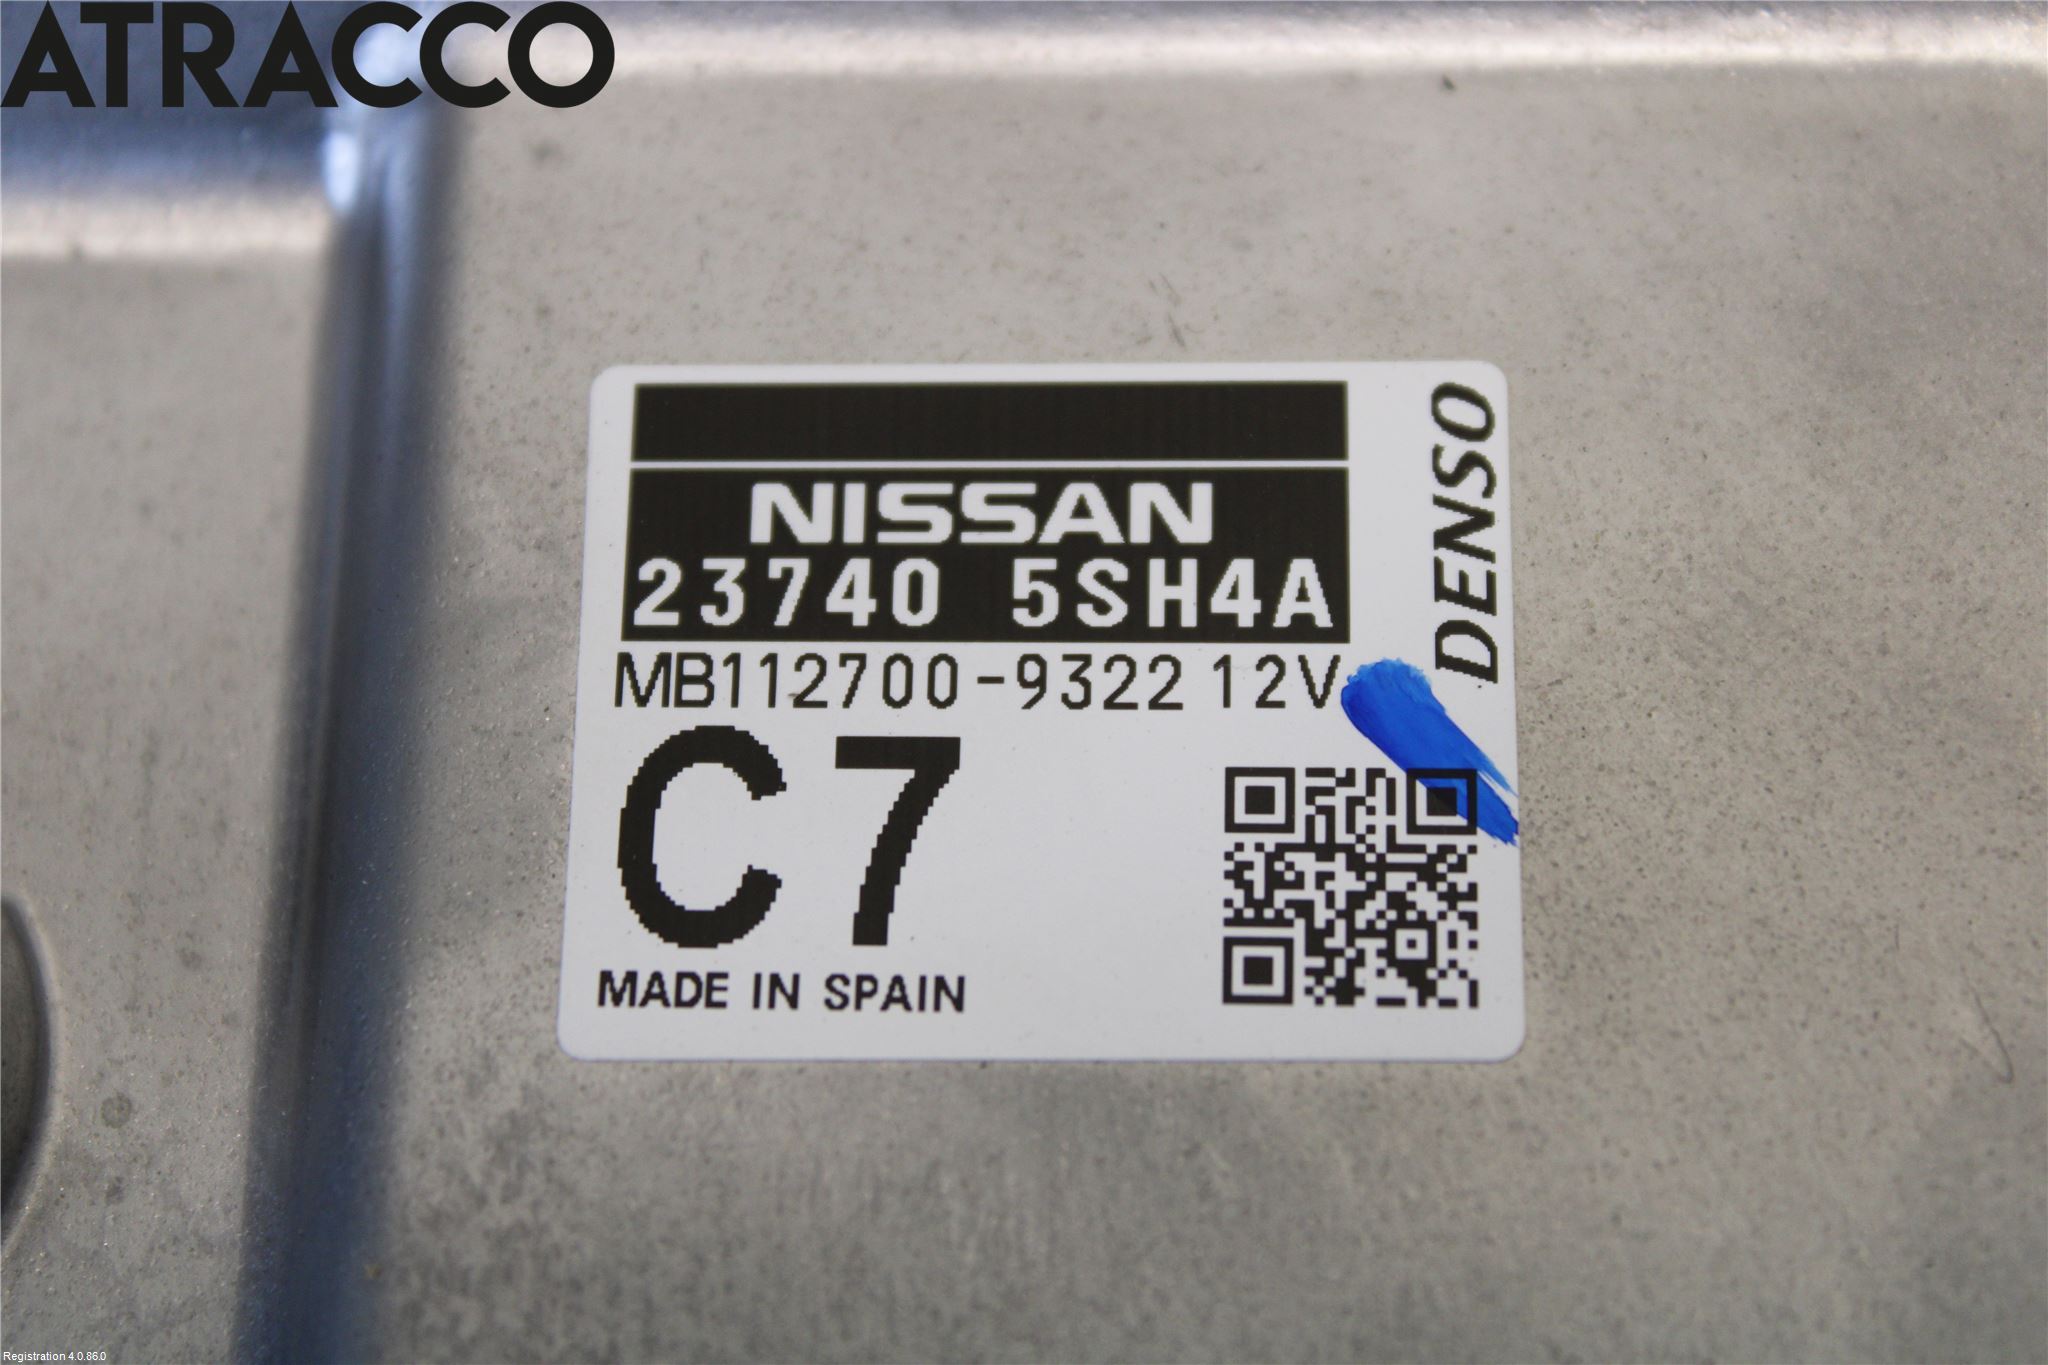 ATRACCO
NISSAN
23740 5SH4A
MB112700-9322 12V
C7
MADE IN SPAIN
DENSO
Registration 4.0.86.0